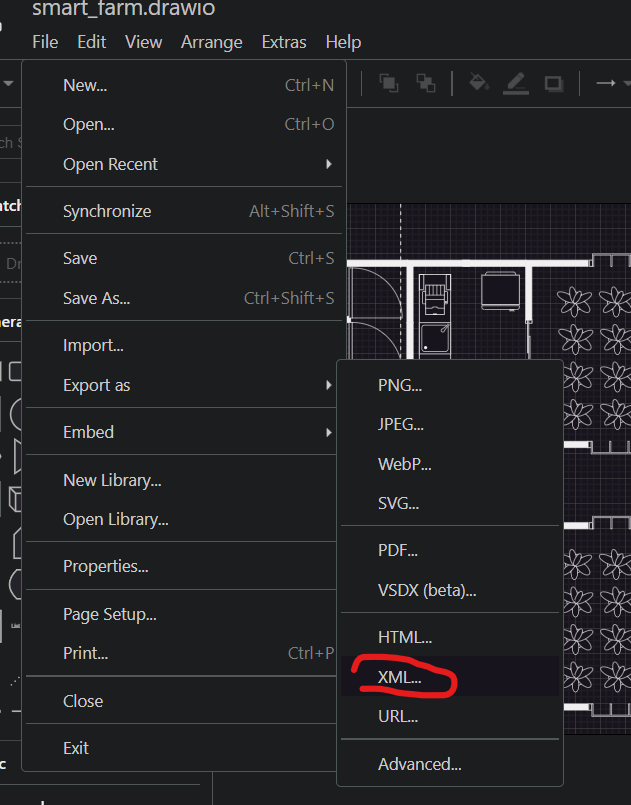 smart_farm.drawio
File Edit View Arrange Extras Help
New... Ctrl+N
Open... Ctrl+O
Open Recent
Synchronize Alt+Shift+S
Save Ctrl+S
Save As... Ctrl+Shift+S
Import...
Export as
Embed
New Library...
Open Library...
Properties...
Page Setup...
Print... Ctrl+P
Close
Exit
PNG...
JPEG...
WebP...
SVG...
PDF...
VSDX (beta)...
HTML...
XML...
URL...
Advanced...